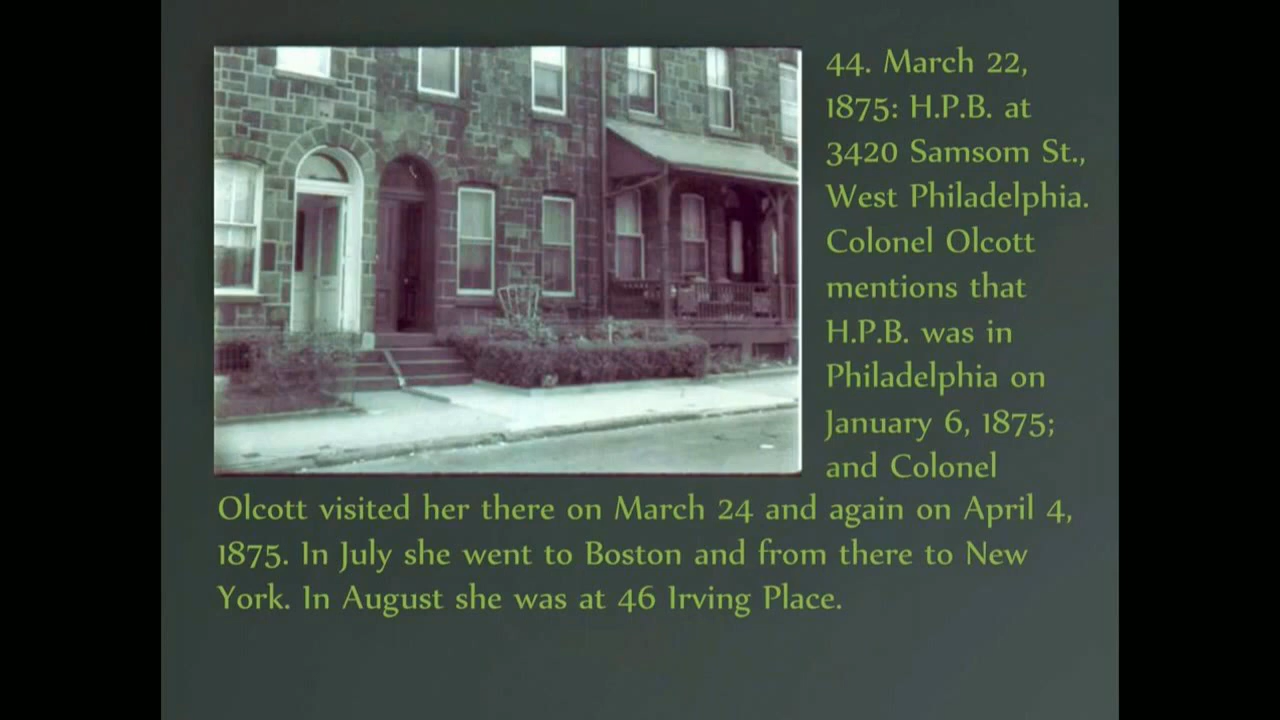 44. March 22,
1875: H.P.B. at
3420 Samsom St.,
West Philadelphia.
Colonel Olcott
mentions that
H.P.B. was in
Philadelphia on
January 6, 1875;
and Colonel
Olcott visited her there on March 24 and again on April 4,
1875. In July she went to Boston and from there to New
York. In August she was at 46 Irving Place.